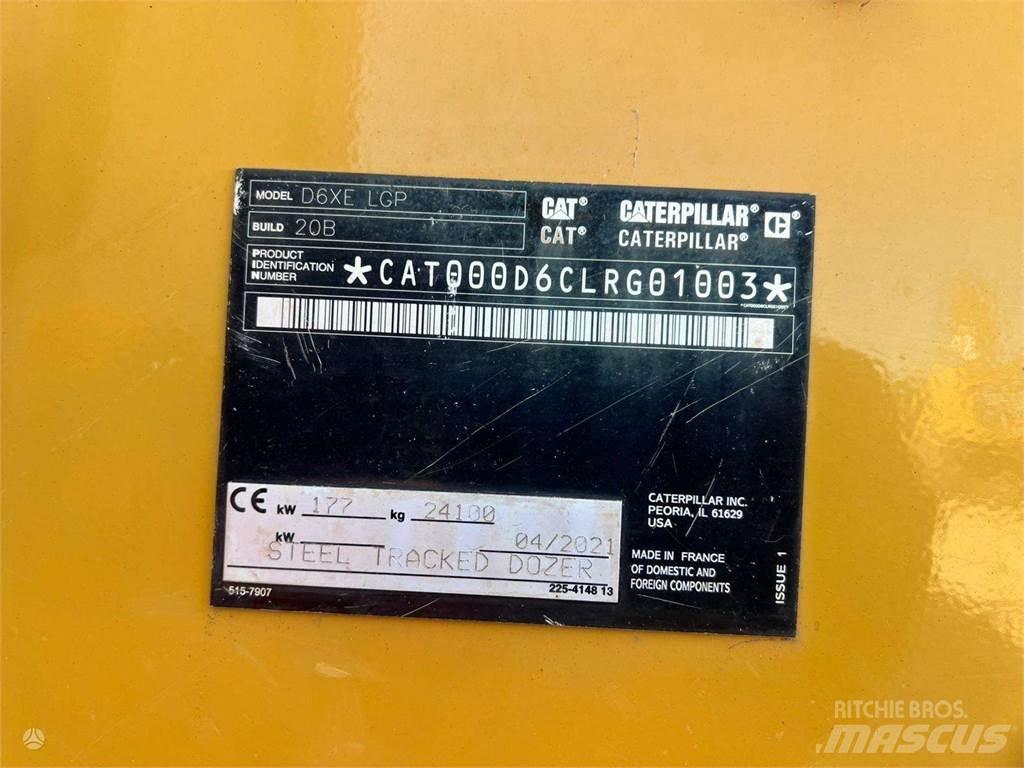 MODEL D6XE LGP
BUILD 20B
CAT® CATERPILLAR®
CAT® CATERPILLAR®
PRODUCT
IDENTIFICATION
NUMBER
*CAT000D6CLRG01003*
CE kW 177 kg 24100
kW 04/2021
STEEL TRACKED DOZER
515-7907 225-4148 13
CATERPILLAR INC.
PEORIA, IL 61629
USA
MADE IN FRANCE
OF DOMESTIC AND
FOREIGN COMPONENTS
ISSUE 1
RITCHIE BROS.
MASCUS